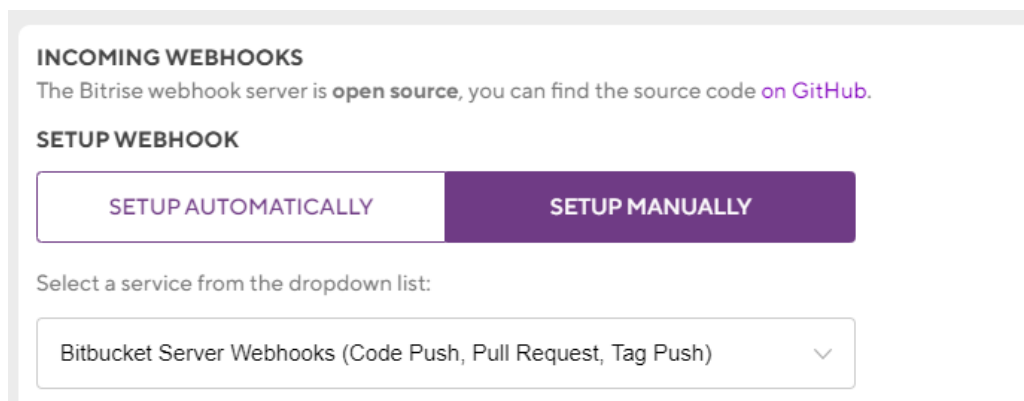 INCOMING WEBHOOKS
The Bitrise webhook server is open source, you can find the source code on GitHub.
SETUP WEBHOOK
SETUP AUTOMATICALLY
SETUP MANUALLY
Select a service from the dropdown list:
Bitbucket Server Webhooks (Code Push, Pull Request, Tag Push)